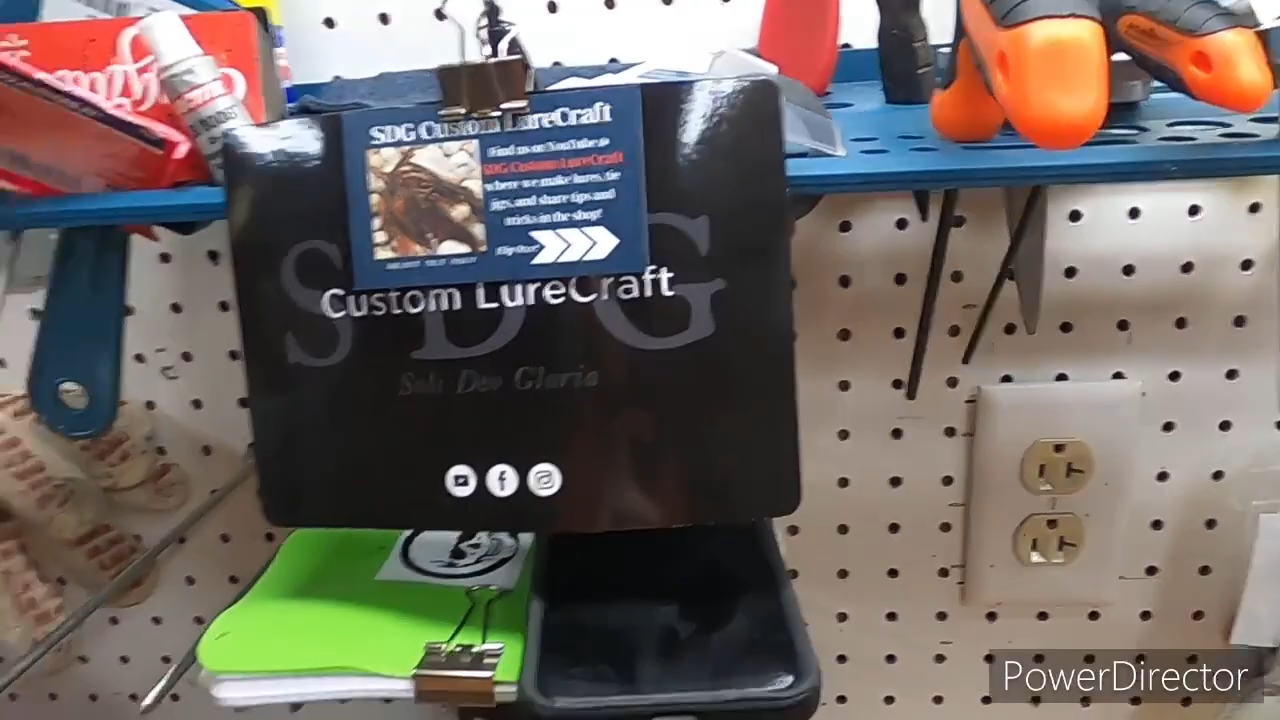 SDG Custom LureCraft
Find us on YouTube @
SDG Custom LureCraft
where we make lures, tie
jigs, and share tips and
tricks in the shop!
Flip Over!
SDG
Custom LureCraft
Soli Deo Gloria
PowerDirector